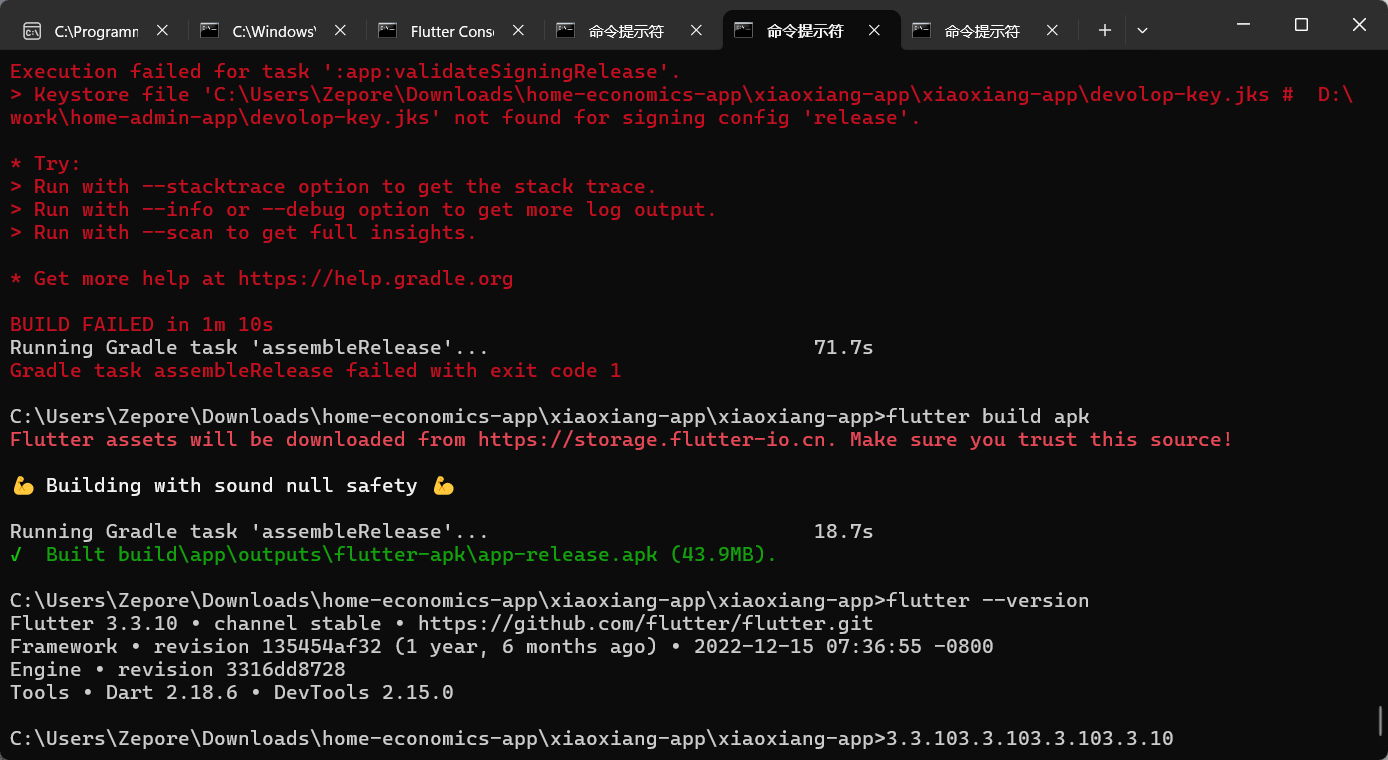 C:\Program
C:\Windows\
Flutter Cons
命令提示符
命令提示符
命令提示符
Execution failed for task ':app:validateSigningRelease'.
> Keystore file 'C:\Users\Zepore\Downloads\home-economics-app\xiaoxiang-app\xiaoxiang-app\devolop-key.jks #  D:\
work\home-admin-app\devolop-key.jks' not found for signing config 'release'.
* Try:
> Run with --stacktrace option to get the stack trace.
> Run with --info or --debug option to get more log output.
> Run with --scan to get full insights.
* Get more help at https://help.gradle.org
BUILD FAILED in 1m 10s
Running Gradle task 'assembleRelease'... 71.7s
Gradle task assembleRelease failed with exit code 1
C:\Users\Zepore\Downloads\home-economics-app\xiaoxiang-app\xiaoxiang-app>flutter build apk
Flutter assets will be downloaded from https://storage.flutter-io.cn. Make sure you trust this source!
💪 Building with sound null safety 💪
Running Gradle task 'assembleRelease'... 18.7s
√  Built build\app\outputs\flutter-apk\app-release.apk (43.9MB).
C:\Users\Zepore\Downloads\home-economics-app\xiaoxiang-app\xiaoxiang-app>flutter --version
Flutter 3.3.10 • channel stable • https://github.com/flutter/flutter.git
Framework • revision 135454af32 (1 year, 6 months ago) • 2022-12-15 07:36:55 -0800
Engine • revision 3316dd8728
Tools • Dart 2.18.6 • DevTools 2.15.0
C:\Users\Zepore\Downloads\home-economics-app\xiaoxiang-app\xiaoxiang-app>3.3.103.3.103.3.103.3.10